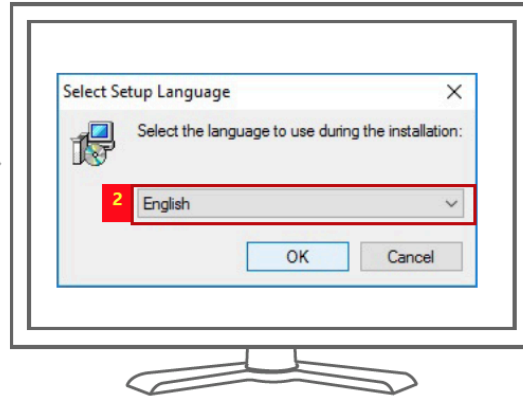 Select Setup Language
Select the language to use during the installation:
2
English
OK
Cancel